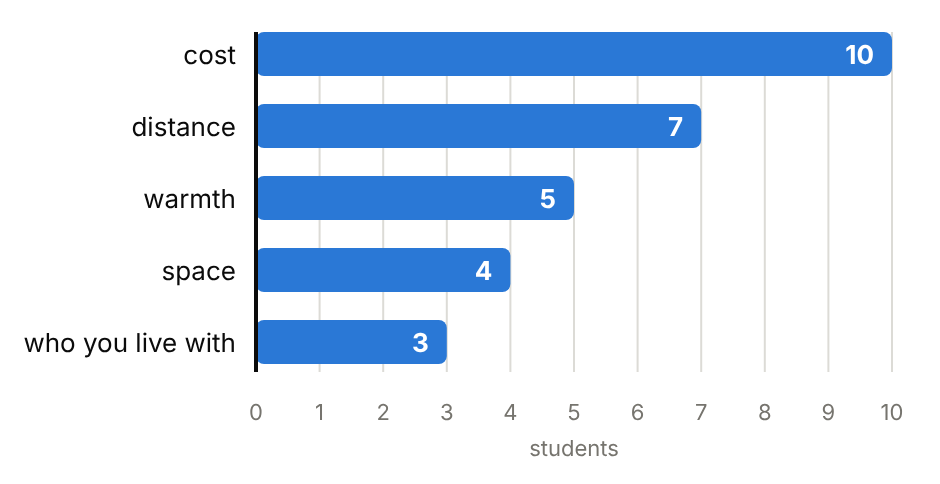 cost 10
distance 7
warmth 5
space 4
who you live with 3
0 1 2 3 4 5 6 7 8 9 10
students